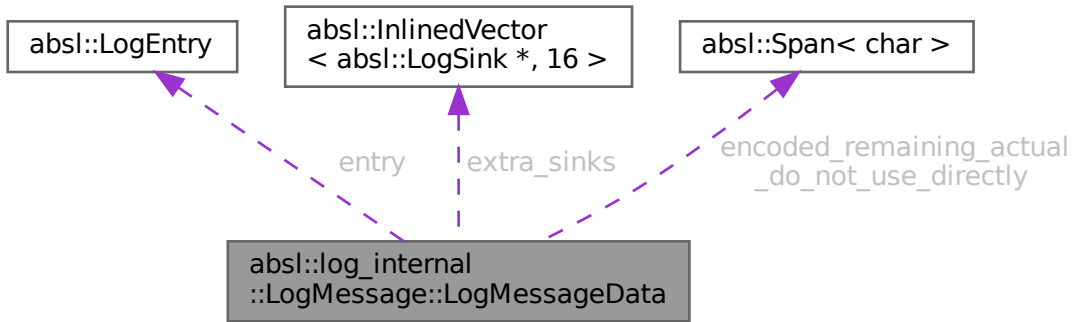 absl::LogEntry
absl::InlinedVector
< absl::LogSink *, 16 >
absl::Span< char >
entry
extra_sinks
encoded_remaining_actual
_do_not_use_directly
absl::log_internal
::LogMessage::LogMessageData